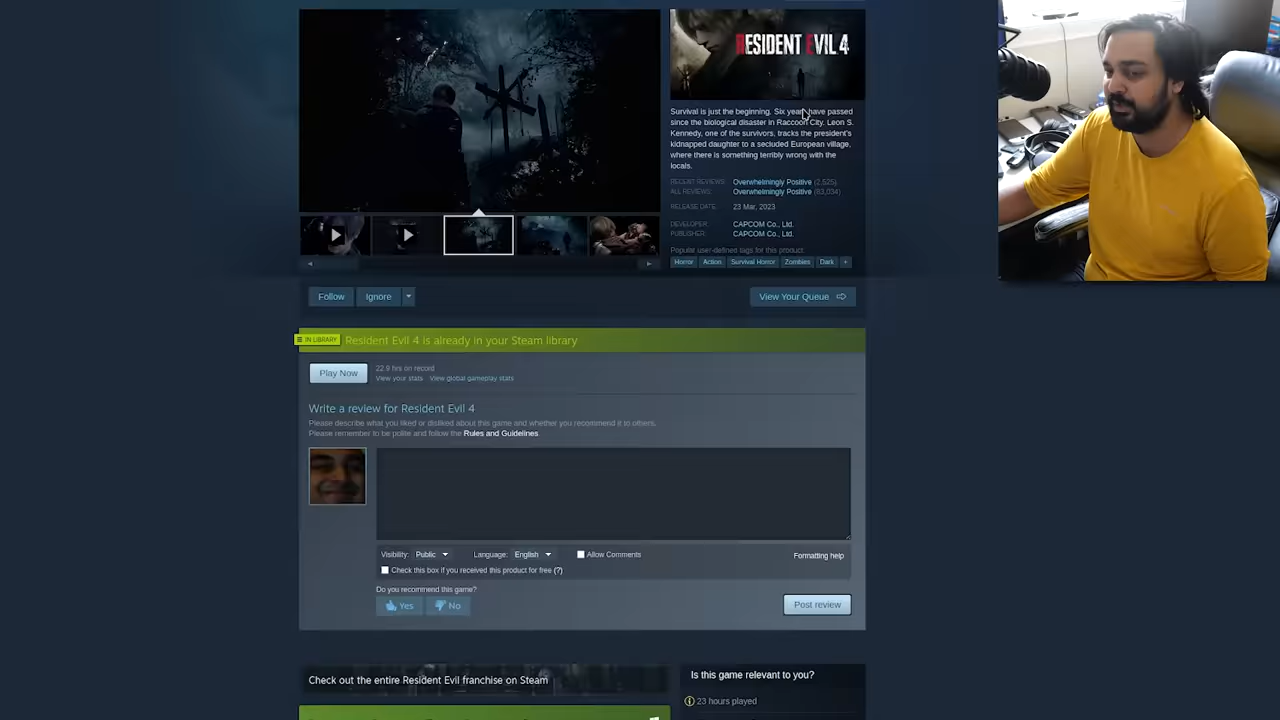 RESIDENT EVIL 4
Survival is just the beginning. Six years have passed
since the biological disaster in Raccoon City. Leon S.
Kennedy, one of the survivors, tracks the president's
kidnapped daughter to a secluded European village,
where there is something terribly wrong with the
locals.
RECENT REVIEWS: Overwhelmingly Positive (2,525)
ALL REVIEWS: Overwhelmingly Positive (93,034)
RELEASE DATE: 23 Mar, 2023
DEVELOPER: CAPCOM Co., Ltd.
PUBLISHER: CAPCOM Co., Ltd.
Popular user-defined tags for this product:
Horror Action Survival Horror Zombies Dark +
Follow Ignore View Your Queue
IN LIBRARY Resident Evil 4 is already in your Steam library
Play Now
22.9 hrs on record
View your stats View global gameplay stats
Write a review for Resident Evil 4
Please describe what you liked or disliked about this game and whether you recommend it to others.
Please remember to be polite and follow the Rules and Guidelines.
Visibility: Public Language: English Allow Comments Formatting help
Check this box if you received this product for free (?)
Do you recommend this game?
Yes No Post review
Check out the entire Resident Evil franchise on Steam
Is this game relevant to you?
23 hours played